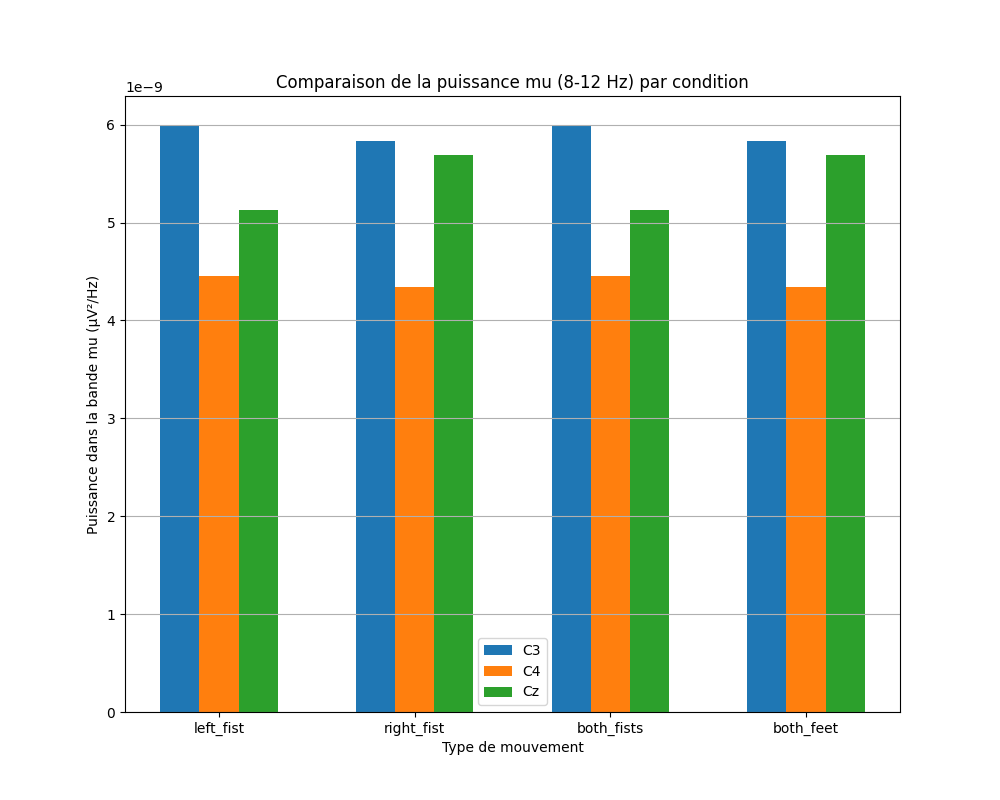 Comparaison de la puissance mu (8-12 Hz) par condition
1e−9
Puissance dans la bande mu (µV²/Hz)
6
5
4
3
2
1
0
C3
C4
Cz
left_fist
right_fist
both_fists
both_feet
Type de mouvement